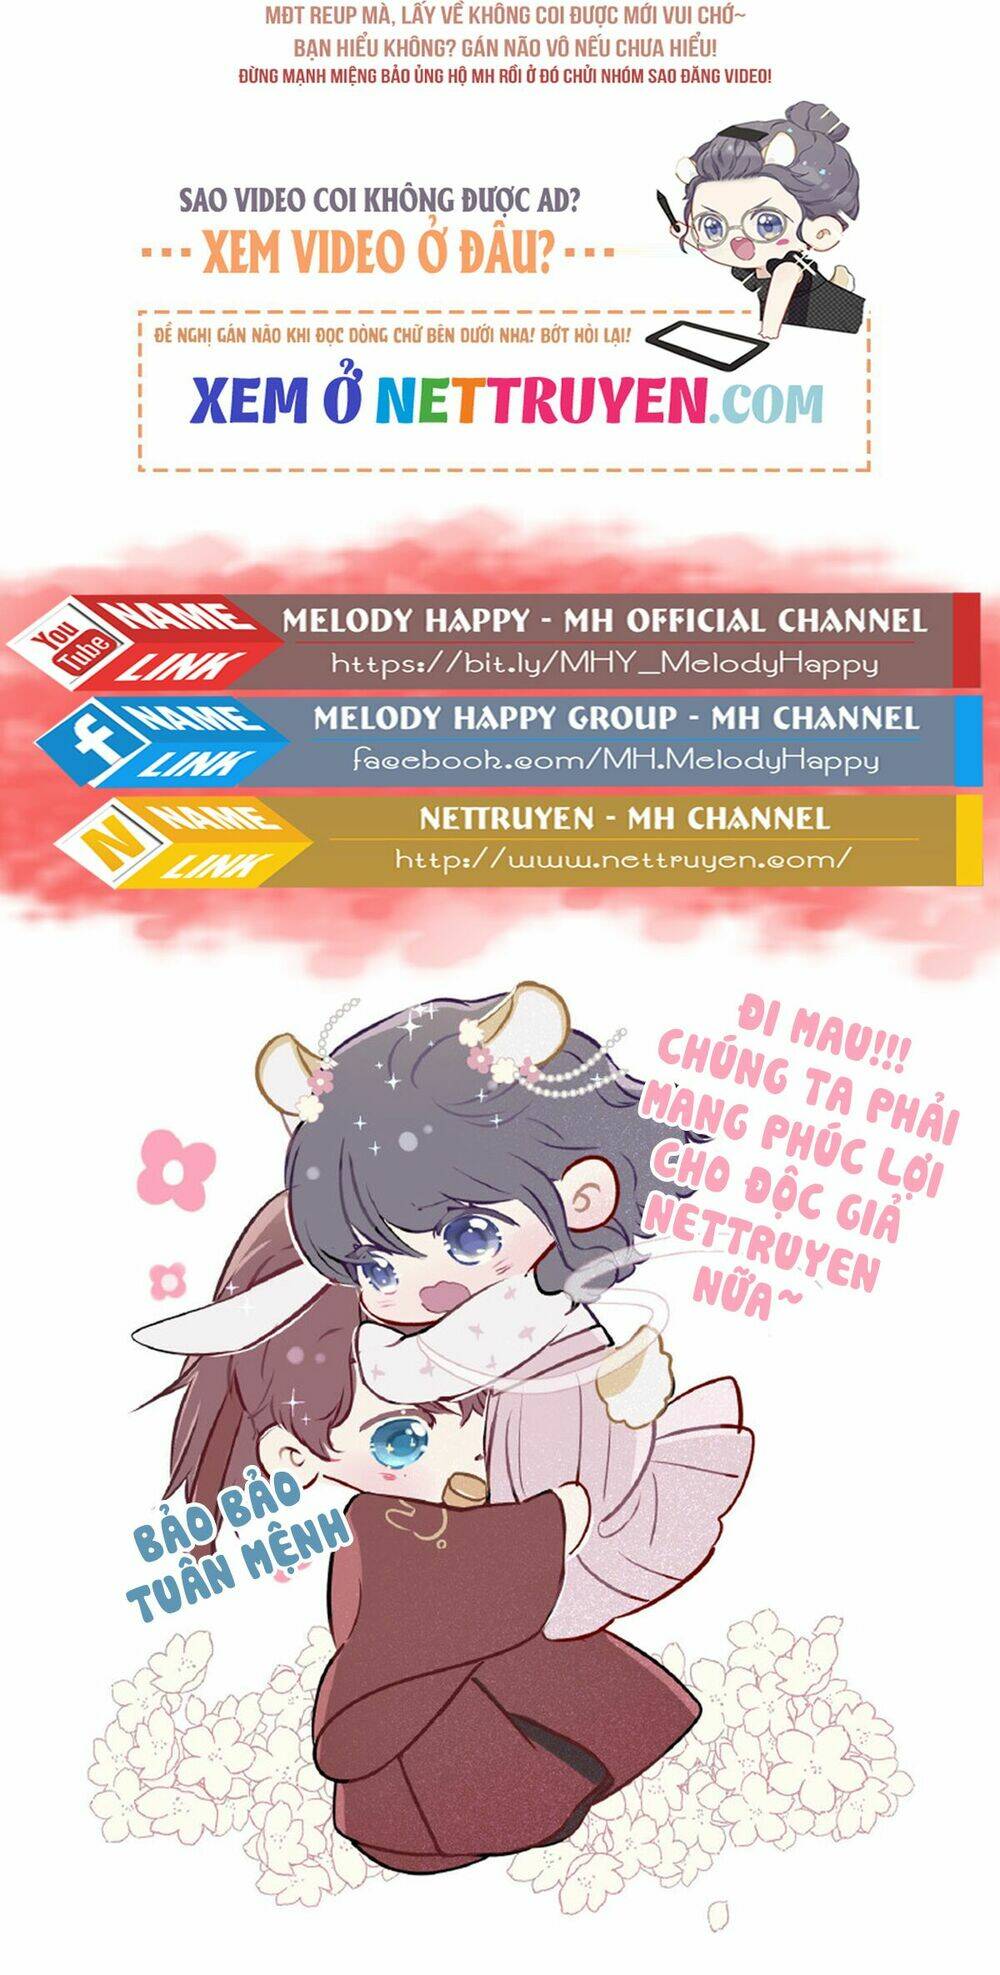 MĐT REUP MÀ, LẤY VỀ KHÔNG COI ĐƯỢC MỚI VUI CHỚ~
BẠN HIỂU KHÔNG? GÁN NÃO VÔ NẾU CHƯA HIỂU!
ĐỪNG MẠNH MIỆNG BẢO ỦNG HỘ MH RỒI Ở ĐÓ CHỬI NHÓM SAO ĐĂNG VIDEO!
SAO VIDEO COI KHÔNG ĐƯỢC AD?
--- XEM VIDEO Ở ĐÂU? ---
ĐỀ NGHỊ GÁN NÃO KHI ĐỌC DÒNG CHỮ BÊN DƯỚI NHA! BỚT HỎI LẠI!
XEM Ở NETTRUYEN.COM
You
Tube
NAME
MELODY HAPPY - MH OFFICIAL CHANNEL
LINK
https://bit.ly/MHY_MelodyHappy
f
NAME
MELODY HAPPY GROUP - MH CHANNEL
LINK
facebook.com/MH.MelodyHappy
N
NAME
NETTRUYEN - MH CHANNEL
LINK
http://www.nettruyen.com/
ĐI MAU!!!
CHÚNG TA PHẢI
MANG PHÚC LỢI
CHO ĐỘC GIẢ
NETTRUYEN
NỮA~
BẢO BẢO
TUÂN MỆNH